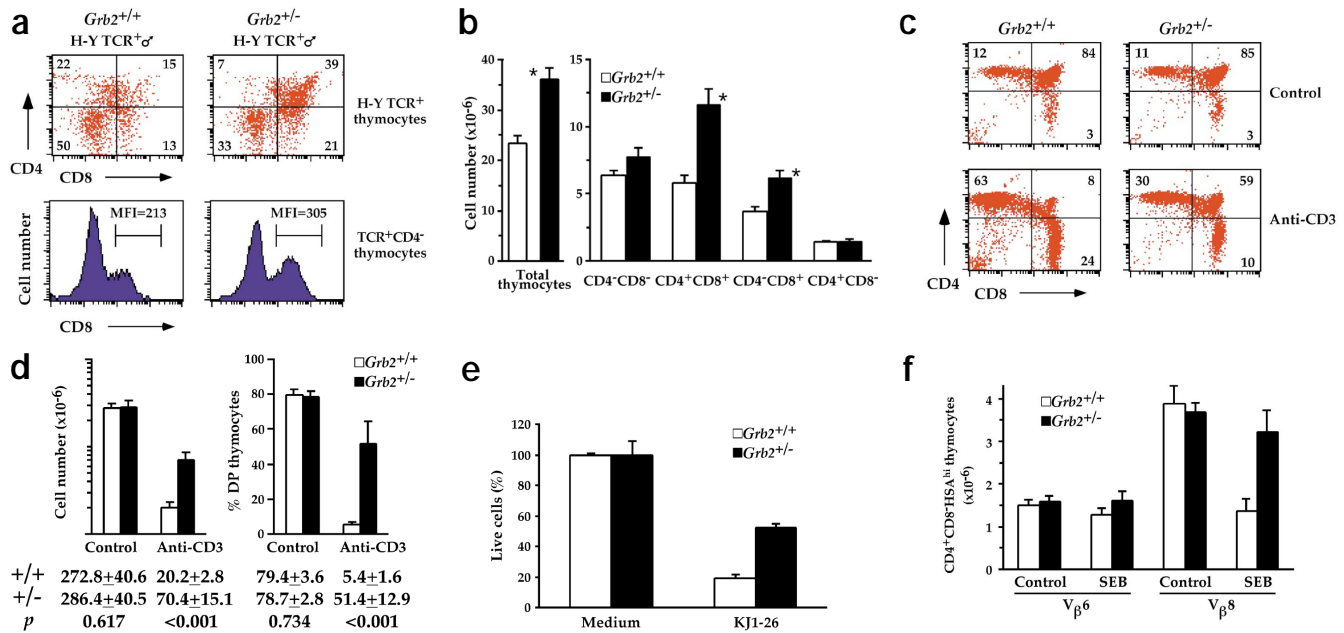 a
Grb2+/+
H-Y TCR+♂
Grb2+/-
H-Y TCR+♂
22 15
50 13
7 39
33 21
H-Y TCR+
thymocytes
CD4
CD8
MFI=213
MFI=305
TCR+CD4-
thymocytes
Cell number
CD8
b
Cell number (x10-6)
40
30
20
10
0
Total
thymocytes
*
Cell number (x10-6)
15
12
9
6
3
0
Grb2+/+
Grb2+/-
*
*
CD4-CD8- CD4+CD8+ CD4-CD8+ CD4+CD8-
c
Grb2+/+
Grb2+/-
12 84
3
11 85
3
Control
63 8
24
30 59
10
Anti-CD3
CD4
CD8
d
Cell number (x10-6)
Control Anti-CD3
% DP thymocytes
100
80
60
40
20
0
Grb2+/+
Grb2+/-
Control Anti-CD3
+/+ 272.8±40.6 20.2±2.8 79.4±3.6 5.4±1.6
+/- 286.4±40.5 70.4±15.1 78.7±2.8 51.4±12.9
p 0.617 <0.001 0.734 <0.001
e
Live cells (%)
120
100
80
60
40
20
0
Grb2+/+
Grb2+/-
Medium KJ1-26
f
CD4+CD8-HSAhi thymocytes
(x10-6)
4
3
2
1
0
Grb2+/+
Grb2+/-
Control SEB Control SEB
Vβ6 Vβ8